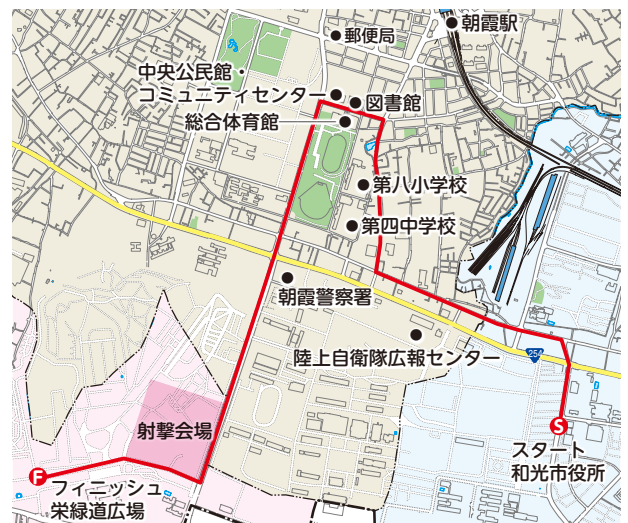 朝霞駅
郵便局
中央公民館・
コミュニティセンター
図書館
総合体育館
第八小学校
第四中学校
朝霞警察署
陸上自衛隊広報センター
254
射撃会場
S
スタート
和光市役所
F
フィニッシュ
栄緑道広場